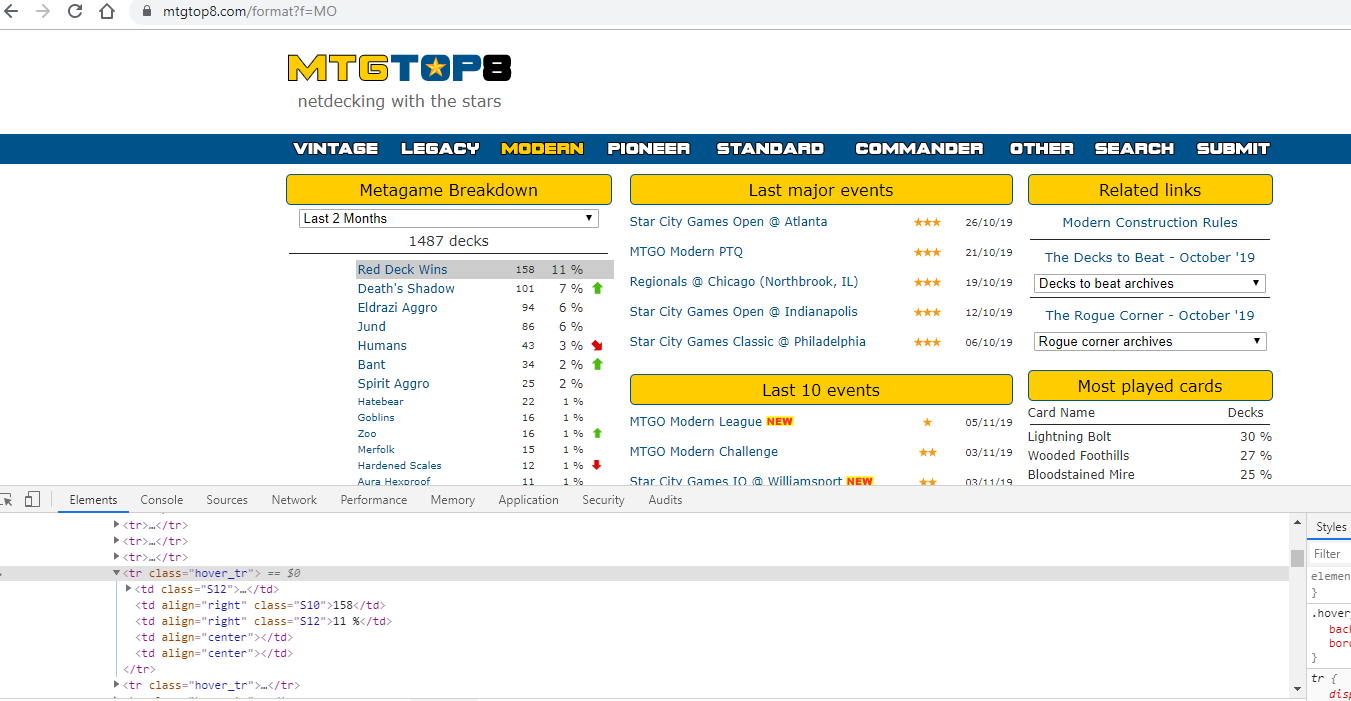 mtgtop8.com/format?f=MO
MTGTOP8
netdecking with the stars
VINTAGE LEGACY MODERN PIONEER STANDARD COMMANDER OTHER SEARCH SUBMIT
Metagame Breakdown
Last 2 Months
1487 decks
Red Deck Wins 158 11 %
Death's Shadow 101 7 %
Eldrazi Aggro 94 6 %
Jund 86 6 %
Humans 43 3 %
Bant 34 2 %
Spirit Aggro 25 2 %
Hatebear 22 1 %
Goblins 16 1 %
Zoo 16 1 %
Merfolk 15 1 %
Hardened Scales 12 1 %
Aura Hexproof 11 1 %
Last major events
Star City Games Open @ Atlanta 26/10/19
MTGO Modern PTQ 21/10/19
Regionals @ Chicago (Northbrook, IL) 19/10/19
Star City Games Open @ Indianapolis 12/10/19
Star City Games Classic @ Philadelphia 06/10/19
Last 10 events
MTGO Modern League NEW 05/11/19
MTGO Modern Challenge 03/11/19
Star City Games IQ @ Williamsport NEW 03/11/19
Related links
Modern Construction Rules
The Decks to Beat - October '19
Decks to beat archives
The Rogue Corner - October '19
Rogue corner archives
Most played cards
Card Name Decks
Lightning Bolt 30 %
Wooded Foothills 27 %
Bloodstained Mire 25 %
Elements Console Sources Network Performance Memory Application Security Audits
<tr>…</tr>
<tr>…</tr>
<tr>…</tr>
<tr class="hover_tr"> == $0
<td class="S12">…</td>
<td align="right" class="S10">158</td>
<td align="right" class="S12">11 %</td>
<td align="center"></td>
<td align="center"></td>
</tr>
<tr class="hover_tr">…</tr>
Styles
Filter
elemen
}
.hover
back
bord
}
tr {
disp